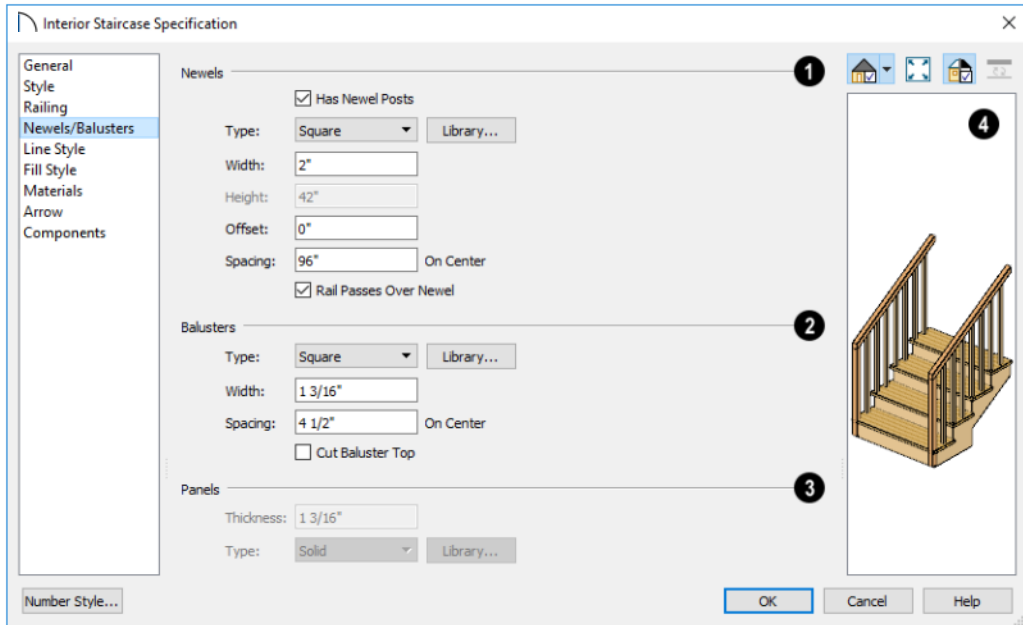 Interior Staircase Specification
General
Style
Railing
Newels/Balusters
Line Style
Fill Style
Materials
Arrow
Components
Newels
1
Has Newel Posts
Type: Square Library...
Width: 2"
Height: 42"
Offset: 0"
Spacing: 96" On Center
Rail Passes Over Newel
Balusters
2
Type: Square Library...
Width: 1 3/16"
Spacing: 4 1/2" On Center
Cut Baluster Top
Panels
3
Thickness: 1 3/16"
Type: Solid Library...
4
Number Style... OK Cancel Help